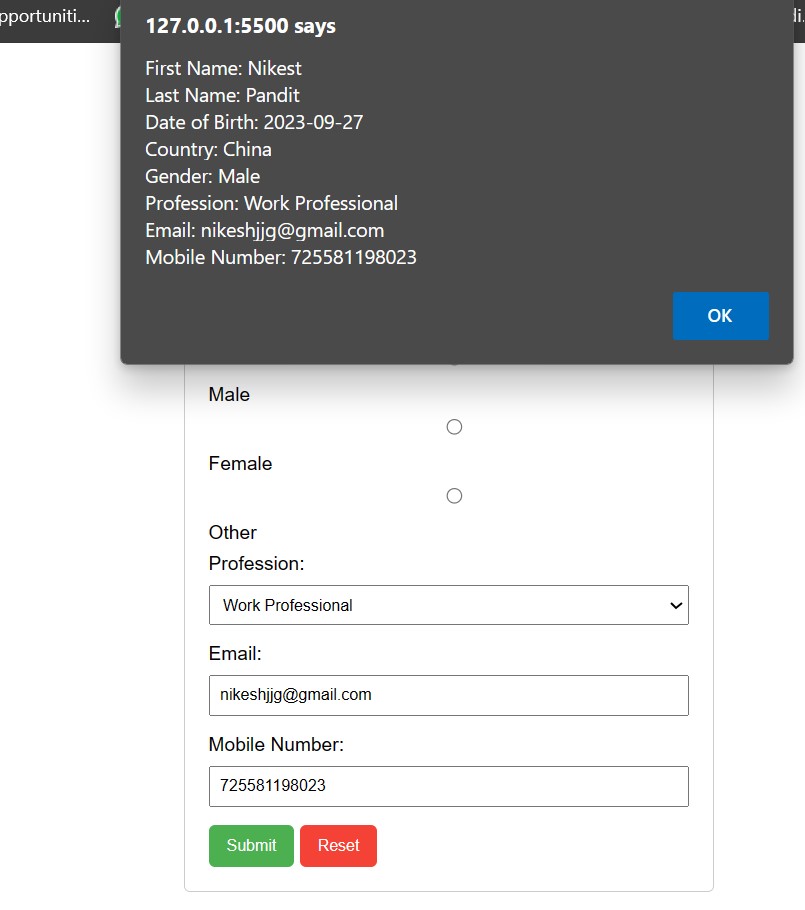 pportuniti...
127.0.0.1:5500 says
First Name: Nikest
Last Name: Pandit
Date of Birth: 2023-09-27
Country: China
Gender: Male
Profession: Work Professional
Email: nikeshjjg@gmail.com
Mobile Number: 725581198023
OK
Male
Female
Other
Profession:
Work Professional
Email:
nikeshjjg@gmail.com
Mobile Number:
725581198023
Submit Reset